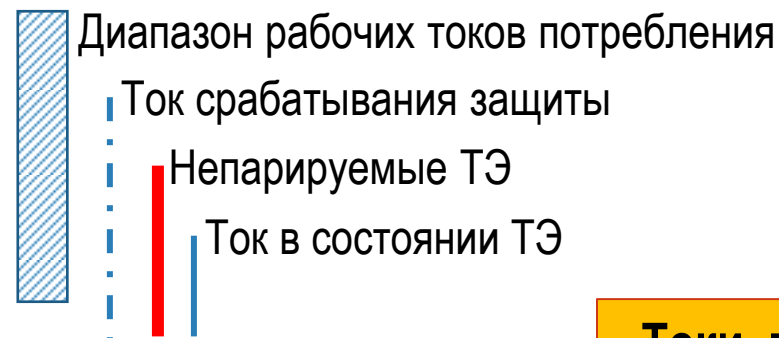 Диапазон рабочих токов потребления
Ток срабатывания защиты
Непарируемые ТЭ
Ток в состоянии ТЭ